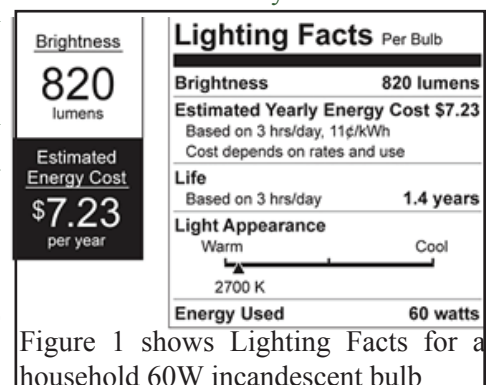 Brightness
820
lumens
Estimated
Energy Cost
$7.23
per year
Lighting Facts Per Bulb
Brightness 820 lumens
Estimated Yearly Energy Cost $7.23
Based on 3 hrs/day, 11¢/kWh
Cost depends on rates and use
Life
Based on 3 hrs/day 1.4 years
Light Appearance
Warm Cool
2700 K
Energy Used 60 watts
Figure 1 shows Lighting Facts for a
household 60W incandescent bulb